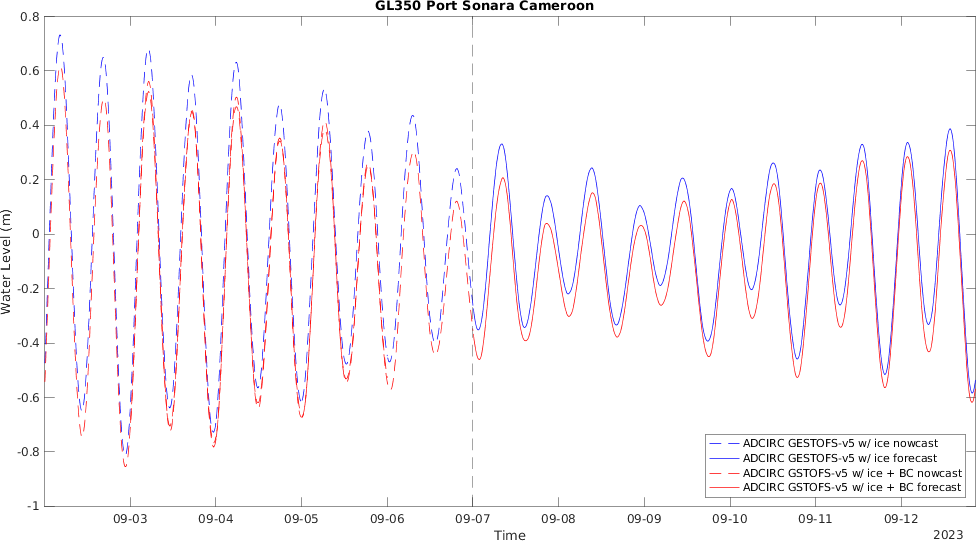 GL350 Port Sonara Cameroon
0.8
0.6
0.4
0.2
0
-0.2
-0.4
-0.6
-0.8
-1
Water Level (m)
ADCIRC GESTOFS-v5 w/ ice nowcast
ADCIRC GESTOFS-v5 w/ ice forecast
ADCIRC GSTOFS-v5 w/ ice + BC nowcast
ADCIRC GSTOFS-v5 w/ ice + BC forecast
09-03 09-04 09-05 09-06 09-07 09-08 09-09 09-10 09-11 09-12
Time
2023